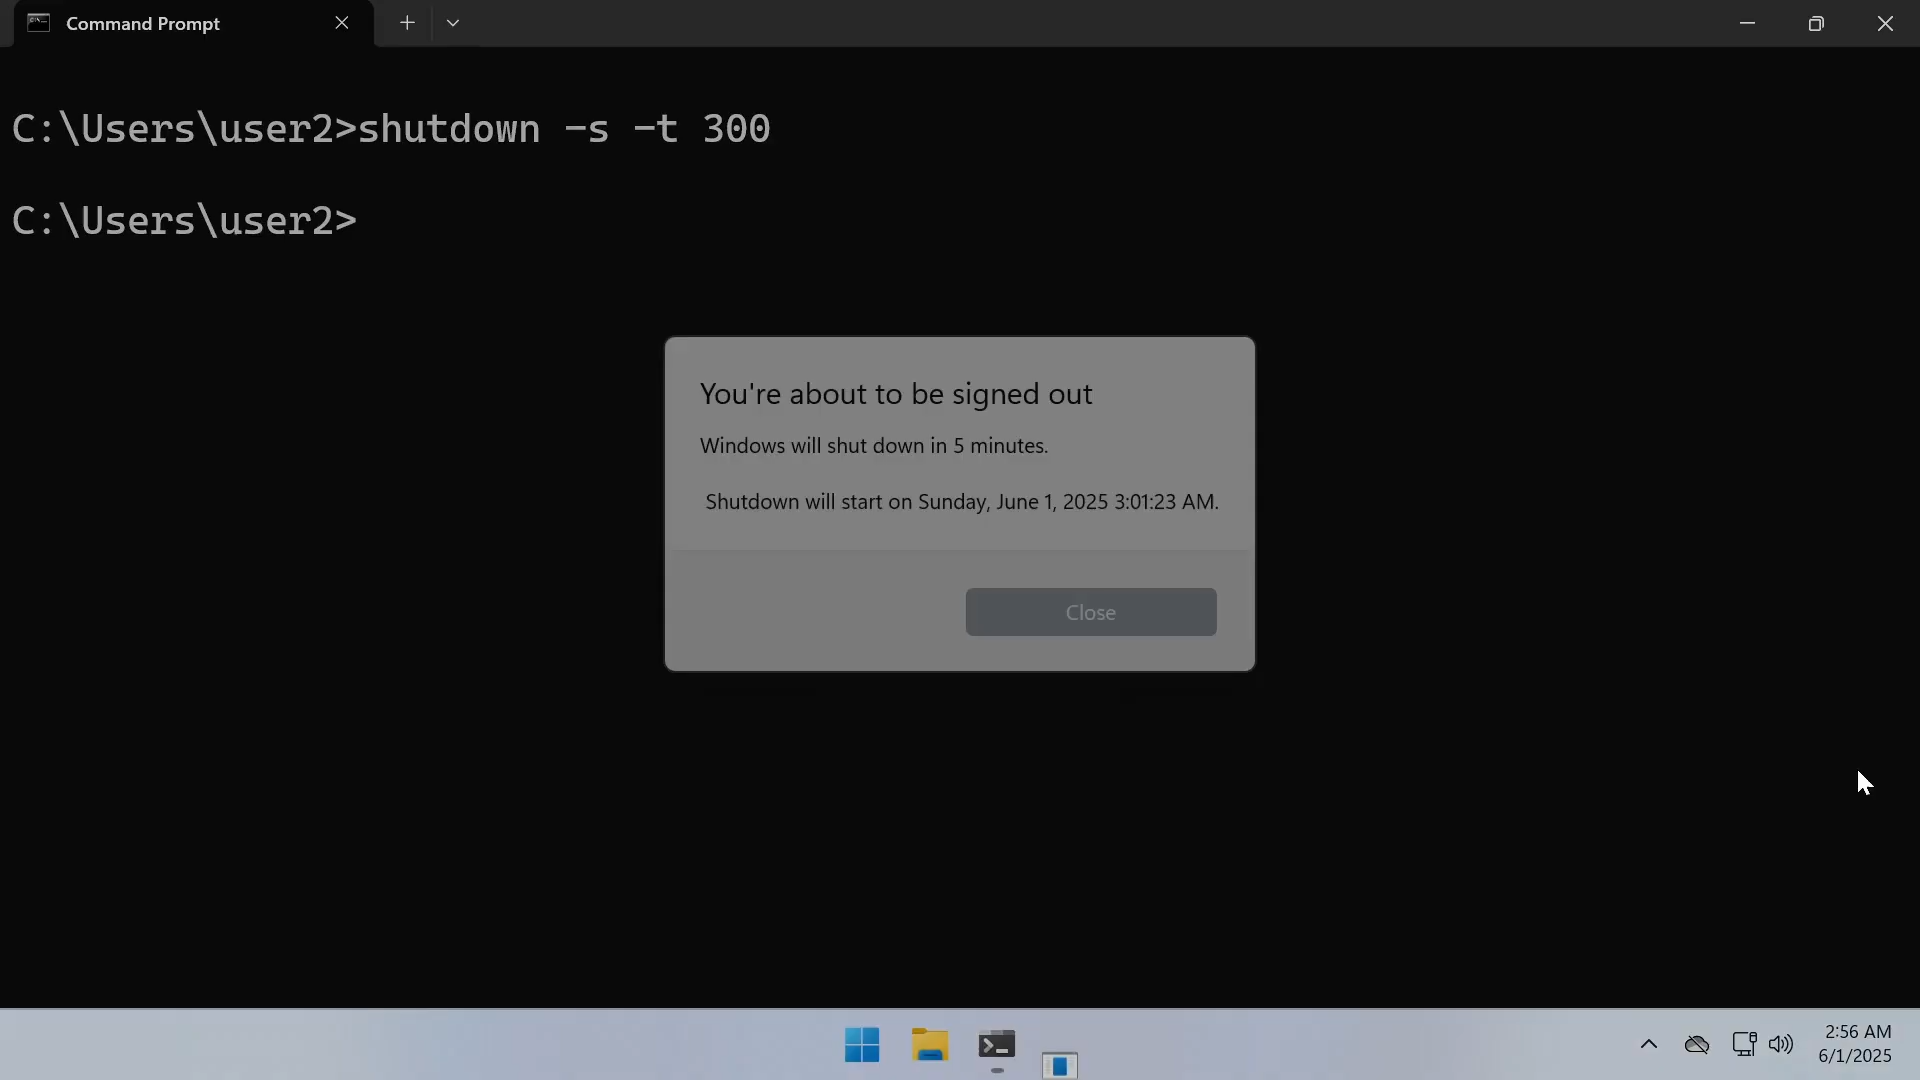 Command Prompt
C:\Users\user2>shutdown -s -t 300
C:\Users\user2>
You're about to be signed out
Windows will shut down in 5 minutes.
Shutdown will start on Sunday, June 1, 2025 3:01:23 AM.
Close
2:56 AM
6/1/2025